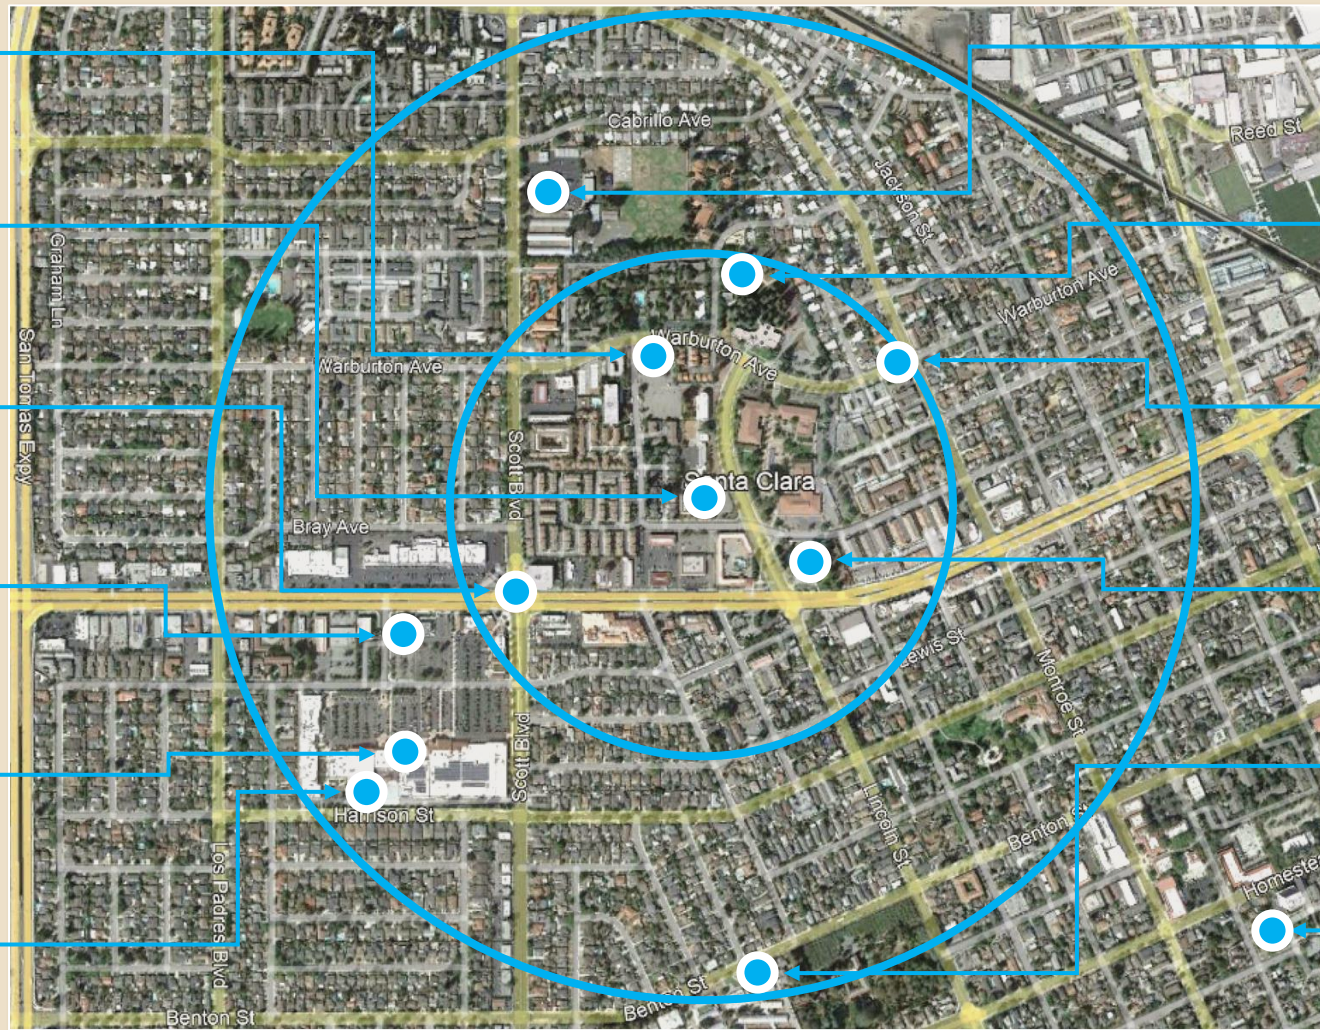 Cabrillo Ave
Reed St
Jackson St
Graham Ln
Warburton Ave
San Tomas Expy
Warburton Ave
Warburton Ave
Scott Blvd
Santa Clara
Bray Ave
Lewis St
Monroe St
Scott Blvd
Lincoln St
Harrison St
Benton St
Los Padres Blvd
Homeste
Benton St
Benton St